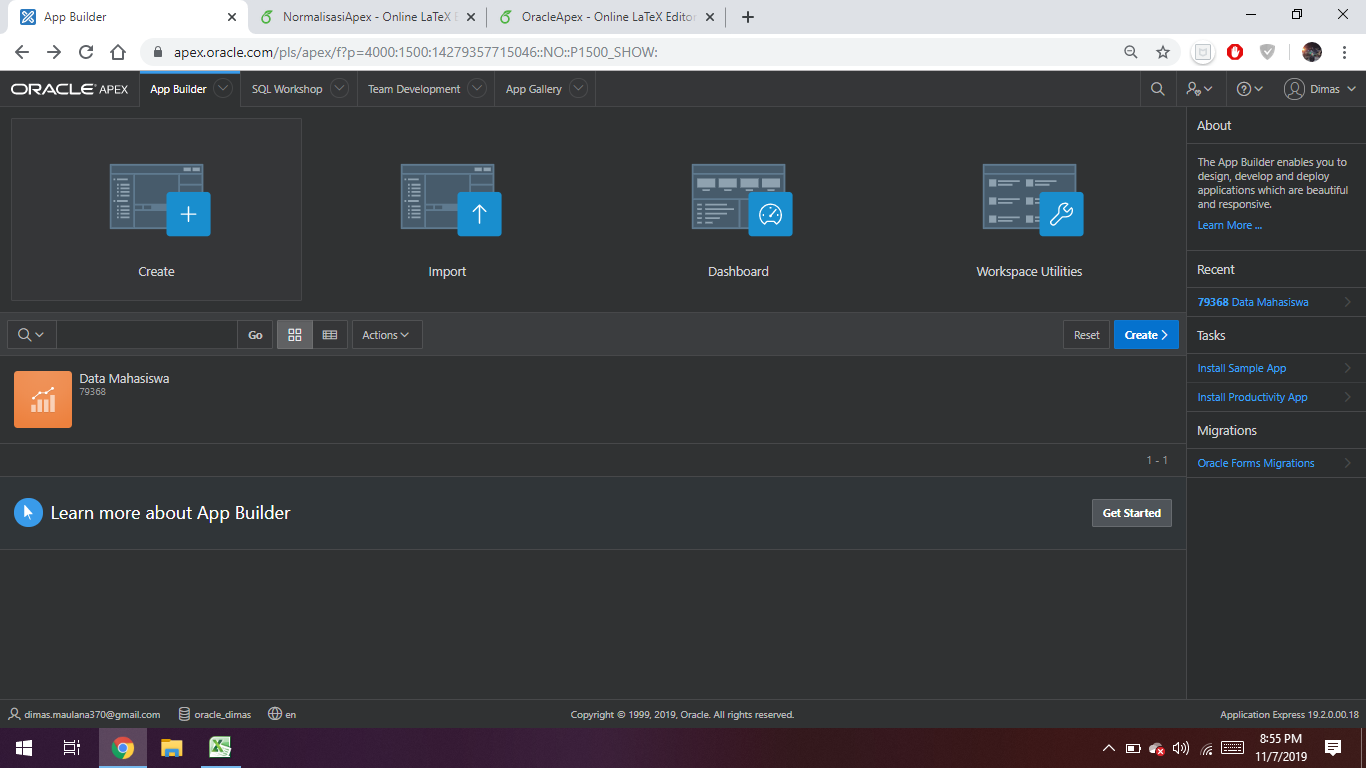 App Builder
NormalisasiApex - Online LaTeX E
OracleApex - Online LaTeX Editor
apex.oracle.com/pls/apex/f?p=4000:1500:14279357715046::NO::P1500_SHOW:
ORACLE APEX
App Builder
SQL Workshop
Team Development
App Gallery
Dimas
Create
Import
Dashboard
Workspace Utilities
Go
Actions
Reset
Create
Data Mahasiswa
79368
1 - 1
Learn more about App Builder
Get Started
About
The App Builder enables you to
design, develop and deploy
applications which are beautiful
and responsive.
Learn More ...
Recent
79368 Data Mahasiswa
Tasks
Install Sample App
Install Productivity App
Migrations
Oracle Forms Migrations
dimas.maulana370@gmail.com
oracle_dimas
en
Copyright © 1999, 2019, Oracle. All rights reserved.
Application Express 19.2.0.00.18
8:55 PM
11/7/2019